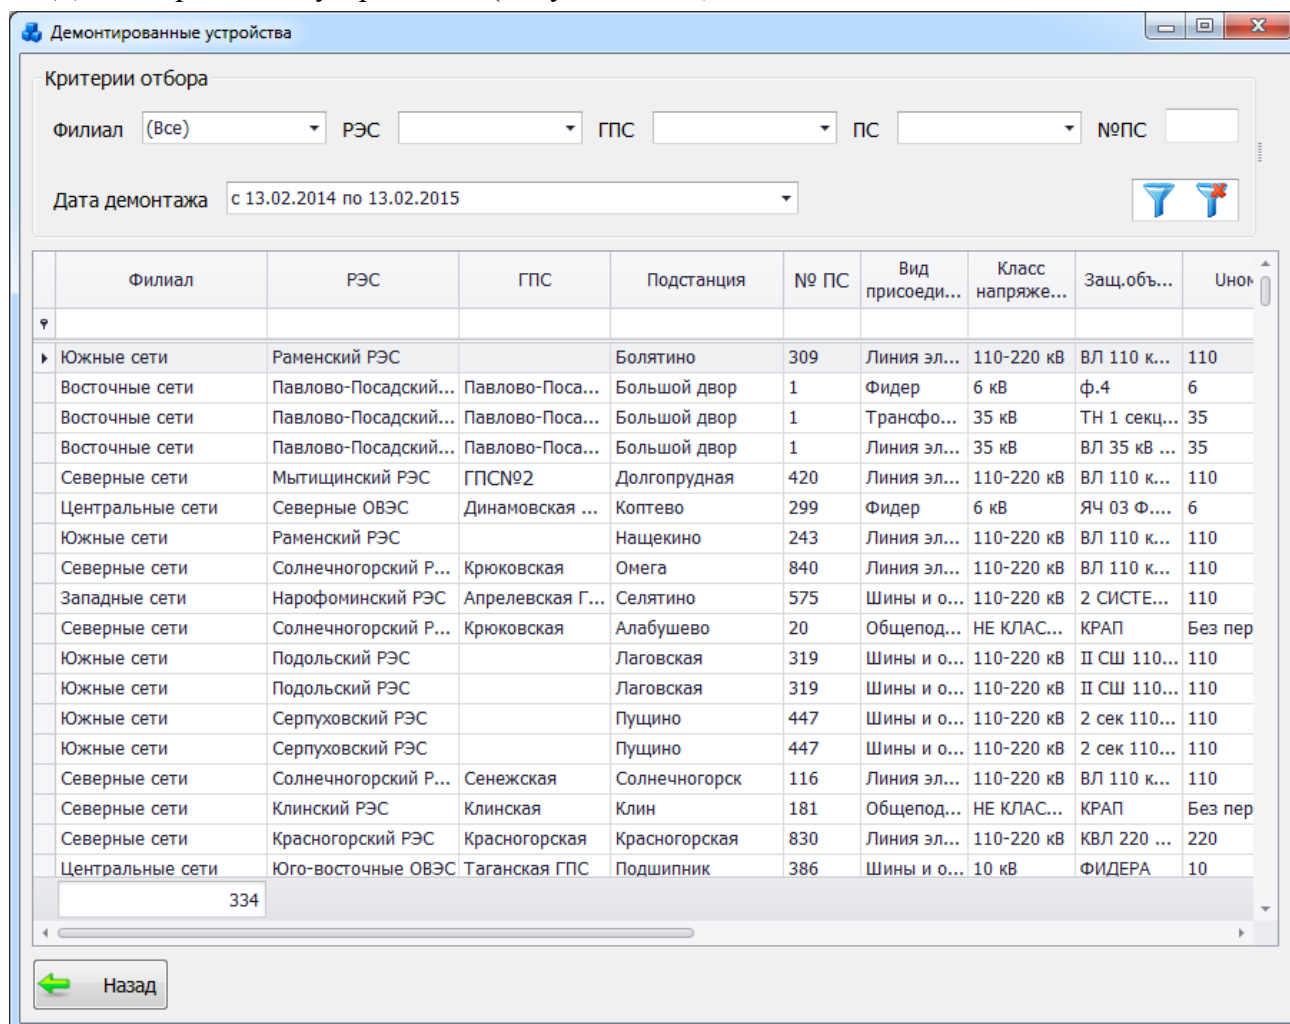 Демонтированные устройства
Критерии отбора
Филиал (Все) РЭС ГПС ПС №ПС
Дата демонтажа с 13.02.2014 по 13.02.2015
Филиал РЭС ГПС Подстанция № ПС Вид присоеди... Класс напряже... Защ.объ... Uном
Южные сети Раменский РЭС Болятино 309 Линия эл... 110-220 кВ ВЛ 110 к... 110
Восточные сети Павлово-Посадский... Павлово-Поса... Большой двор 1 Фидер 6 кВ ф.4 6
Восточные сети Павлово-Посадский... Павлово-Поса... Большой двор 1 Трансфо... 35 кВ ТН 1 секц... 35
Восточные сети Павлово-Посадский... Павлово-Поса... Большой двор 1 Линия эл... 35 кВ ВЛ 35 кВ ... 35
Северные сети Мытищинский РЭС ГПС№2 Долгопрудная 420 Линия эл... 110-220 кВ ВЛ 110 к... 110
Центральные сети Северные ОВЭС Динамовская ... Коптево 299 Фидер 6 кВ ЯЧ 03 Ф.... 6
Южные сети Раменский РЭС Нащекино 243 Линия эл... 110-220 кВ ВЛ 110 к... 110
Северные сети Солнечногорский Р... Крюковская Омега 840 Линия эл... 110-220 кВ ВЛ 110 к... 110
Западные сети Нарофоминский РЭС Апрелевская Г... Селятино 575 Шины и о... 110-220 кВ 2 СИСТЕ... 110
Северные сети Солнечногорский Р... Крюковская Алабушево 20 Общепод... НЕ КЛАС... КРАП Без пер
Южные сети Подольский РЭС Лаговская 319 Шины и о... 110-220 кВ II СШ 110... 110
Южные сети Подольский РЭС Лаговская 319 Шины и о... 110-220 кВ II СШ 110... 110
Южные сети Серпуховский РЭС Пущино 447 Шины и о... 110-220 кВ 2 сек 110... 110
Южные сети Серпуховский РЭС Пущино 447 Шины и о... 110-220 кВ 2 сек 110... 110
Северные сети Солнечногорский Р... Сенежская Солнечногорск 116 Линия эл... 110-220 кВ ВЛ 110 к... 110
Северные сети Клинский РЭС Клинская Клин 181 Общепод... НЕ КЛАС... КРАП Без пер
Северные сети Красногорский РЭС Красногорская Красногорская 830 Линия эл... 110-220 кВ КВЛ 220 ... 220
Центральные сети Юго-восточные ОВЭС Таганская ГПС Подшипник 386 Шины и о... 10 кВ ФИДЕРА 10
334
Назад